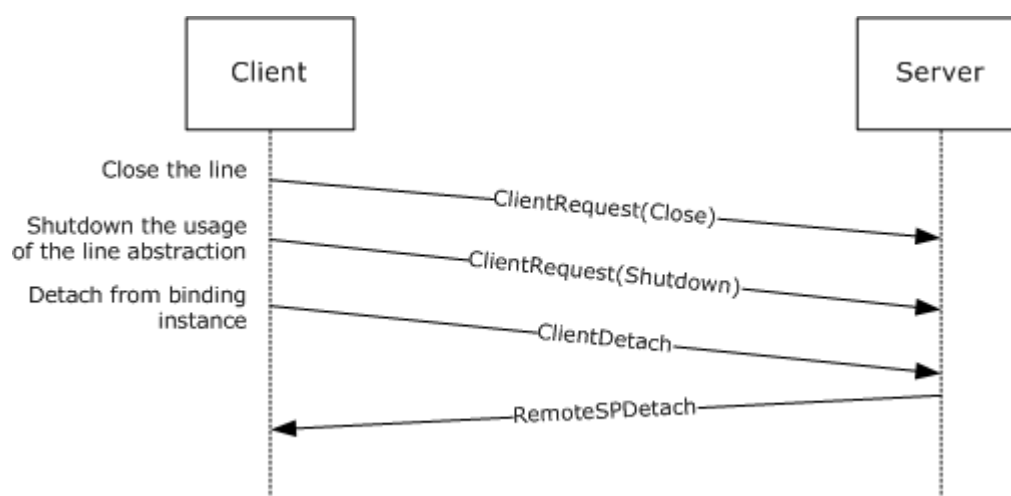 Client
Server
Close the line
ClientRequest(Close)
Shutdown the usage
of the line abstraction
ClientRequest(Shutdown)
Detach from binding
instance
ClientDetach
RemoteSPDetach